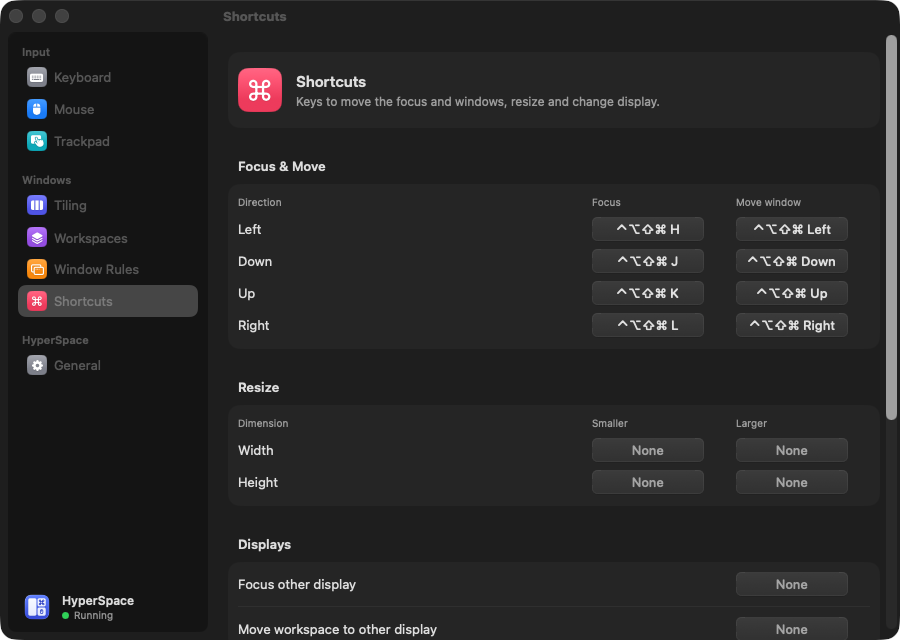 Shortcuts
Input
Keyboard
Mouse
Trackpad
Windows
Tiling
Workspaces
Window Rules
Shortcuts
HyperSpace
General
HyperSpace
Running
Shortcuts
Keys to move the focus and windows, resize and change display.
Focus & Move
Direction Focus Move window
Left ^⌥⇧⌘ H ^⌥⇧⌘ Left
Down ^⌥⇧⌘ J ^⌥⇧⌘ Down
Up ^⌥⇧⌘ K ^⌥⇧⌘ Up
Right ^⌥⇧⌘ L ^⌥⇧⌘ Right
Resize
Dimension Smaller Larger
Width None None
Height None None
Displays
Focus other display None
Move workspace to other display None